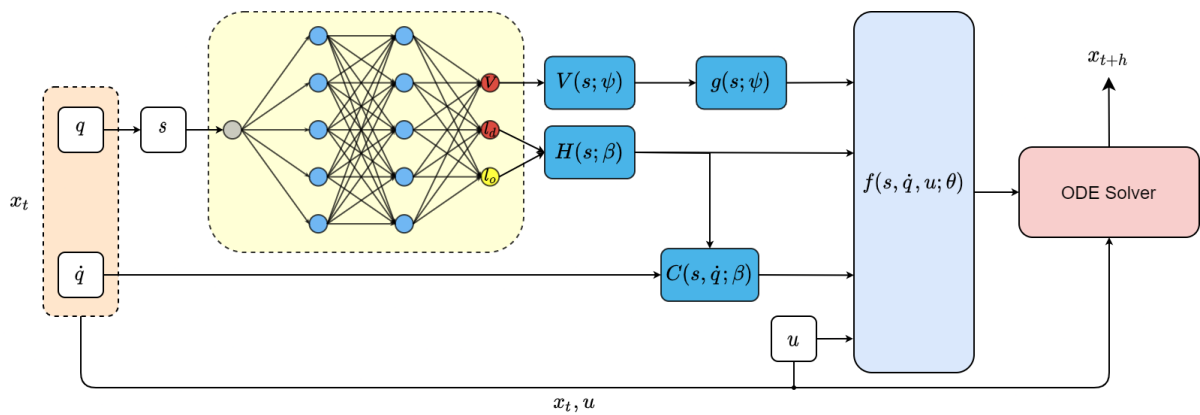 x_{t+h}
V
V(s;ψ)
g(s;ψ)
q
s
l_d
H(s;β)
l_o
f(s, q̇, u; θ)
ODE Solver
x_t
q̇
C(s, q̇; β)
u
x_t, u